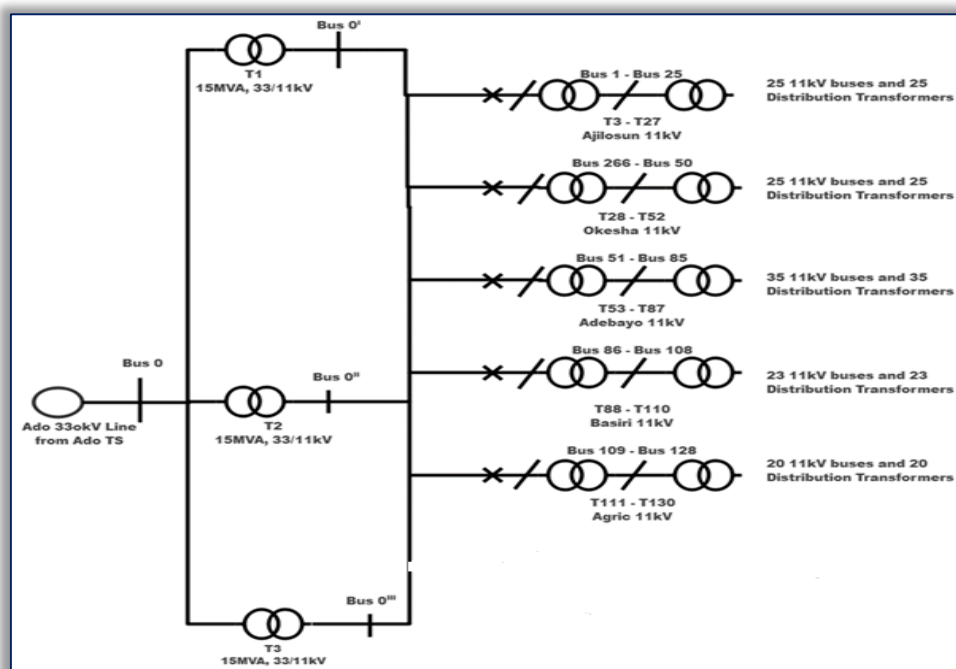 Bus 0ᴵ
T1
15MVA, 33/11kV
Bus 1 - Bus 25
T3 - T27
Ajilosun 11kV
25 11kV buses and 25
Distribution Transformers
Bus 266 - Bus 50
T28 - T52
Okesha 11kV
25 11kV buses and 25
Distribution Transformers
Bus 51 - Bus 85
T53 - T87
Adebayo 11kV
35 11kV buses and 35
Distribution Transformers
Bus 0
Ado 33okV Line
from Ado TS
Bus 0ᴵᴵ
T2
15MVA, 33/11kV
Bus 86 - Bus 108
T88 - T110
Basiri 11kV
23 11kV buses and 23
Distribution Transformers
Bus 109 - Bus 128
T111 - T130
Agric 11kV
20 11kV buses and 20
Distribution Transformers
Bus 0ᴵᴵᴵ
T3
15MVA, 33/11kV